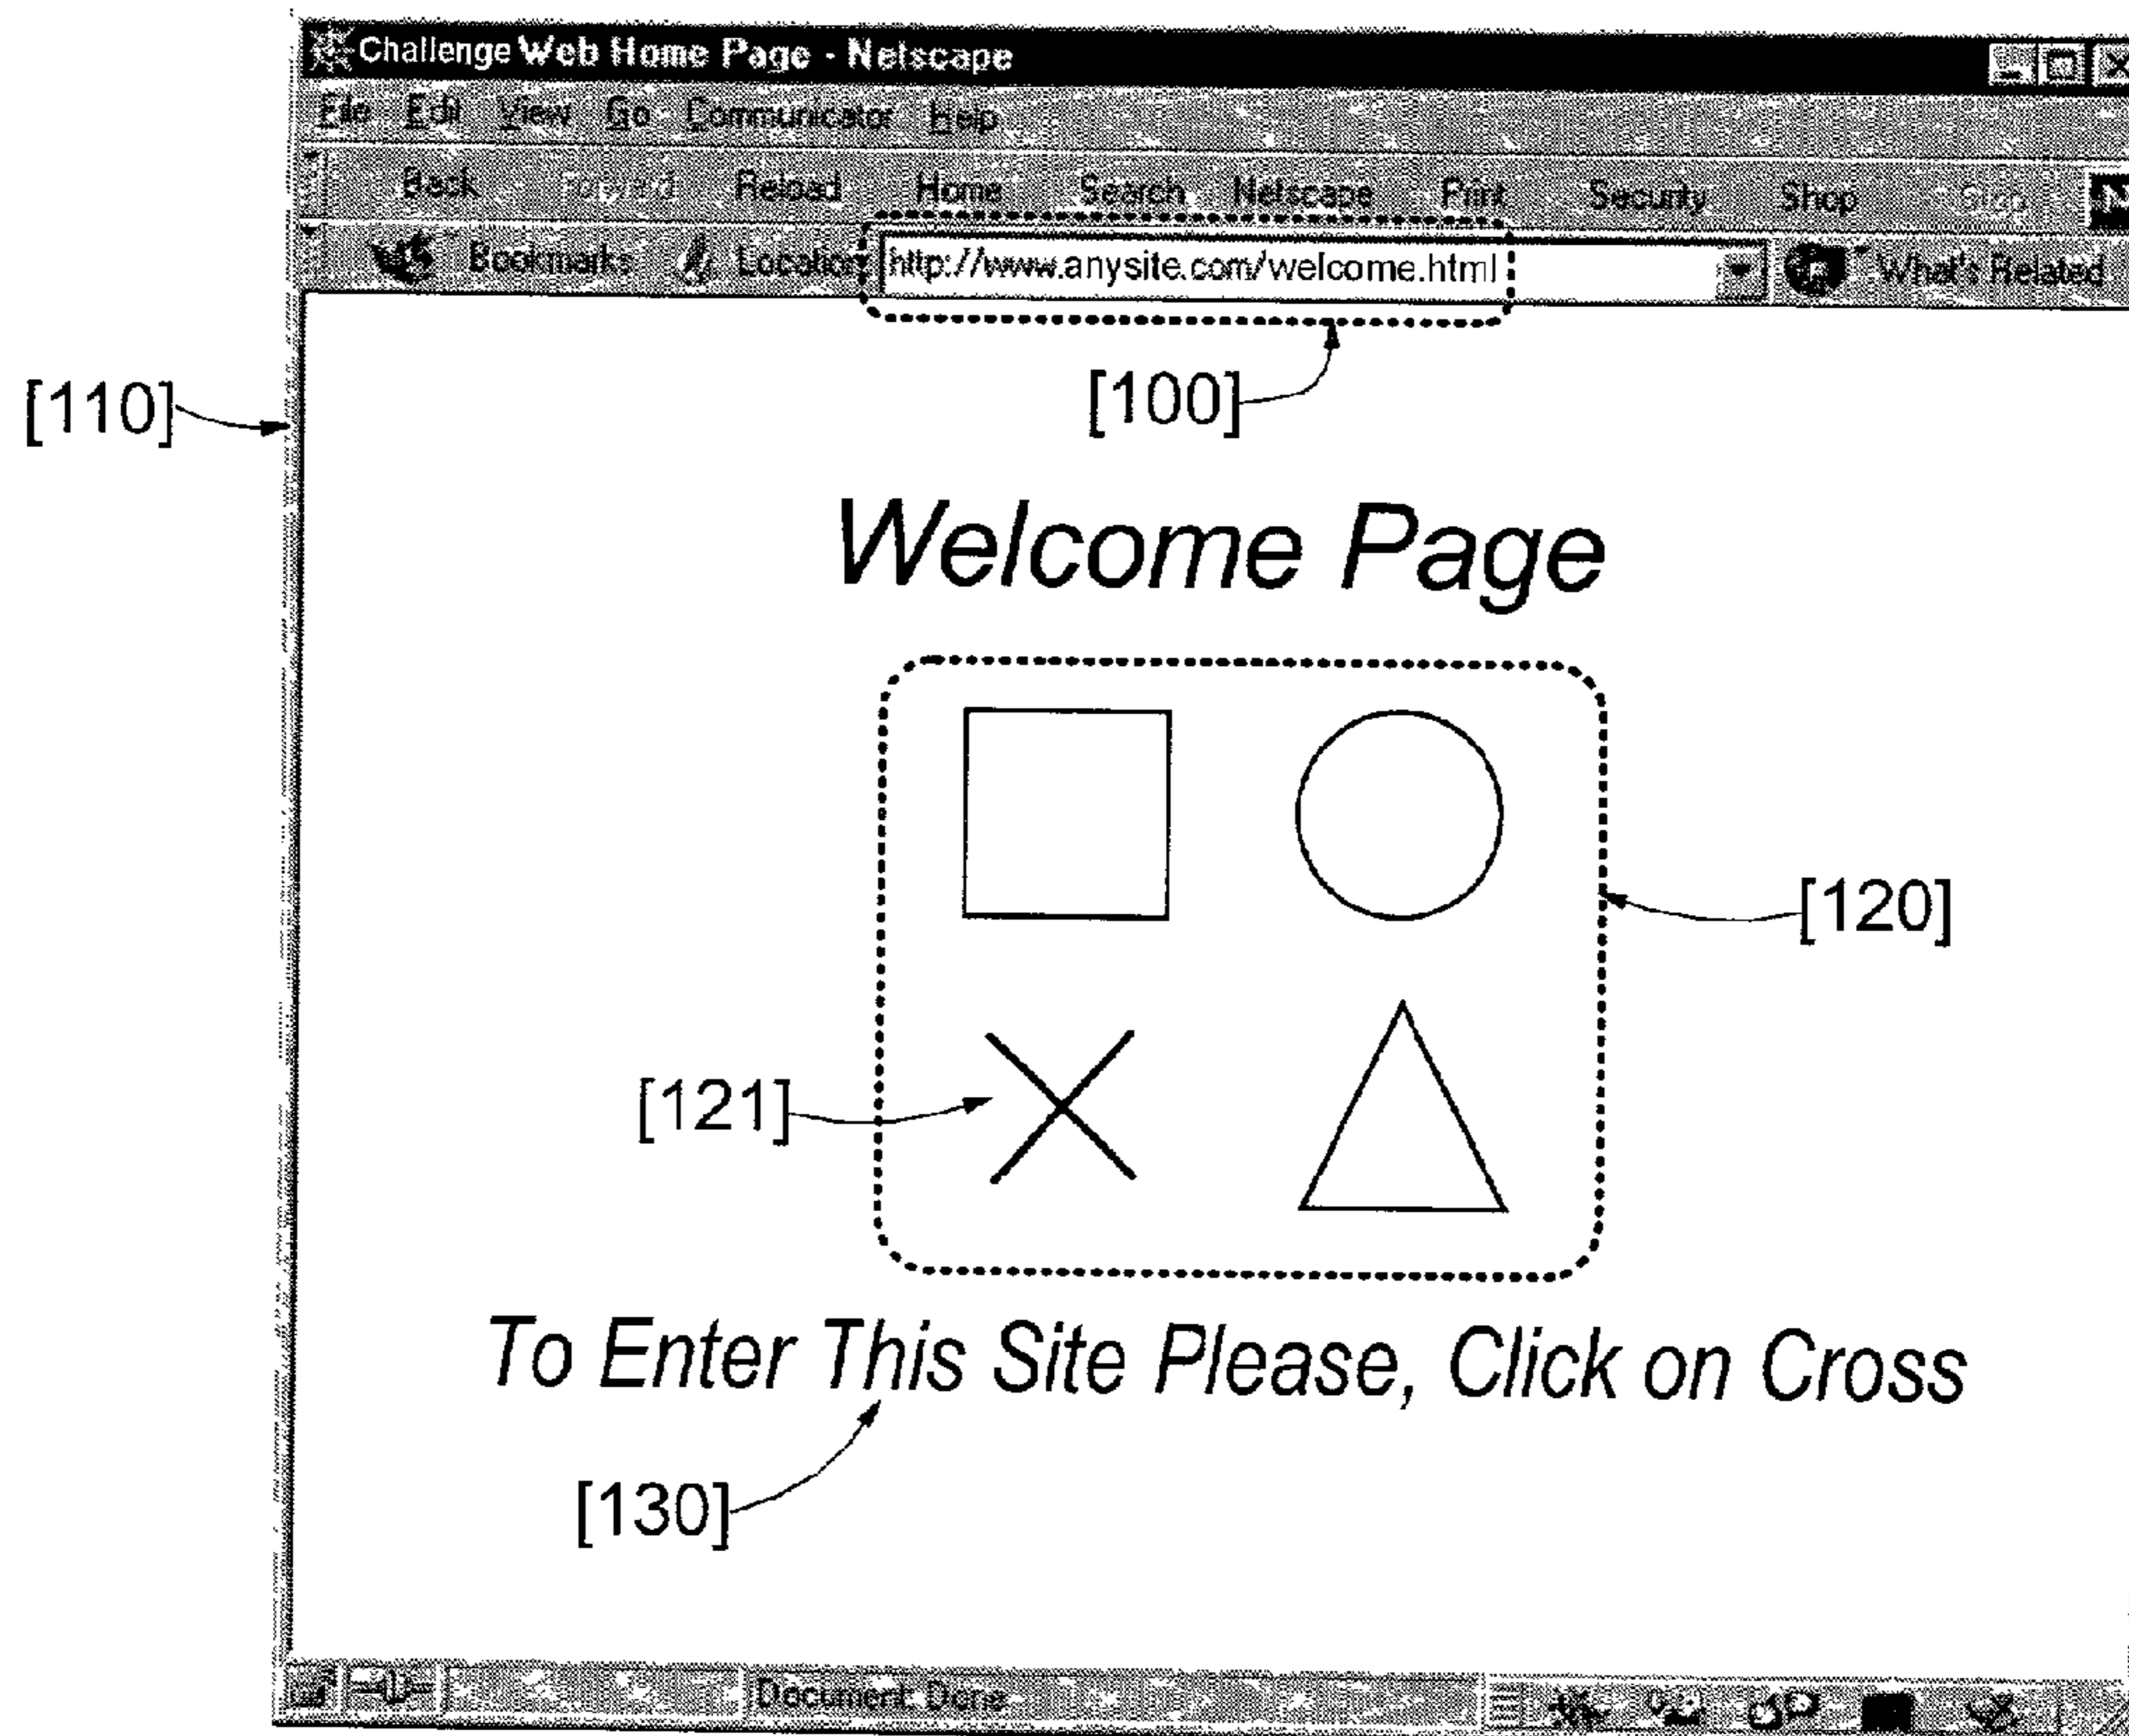 Challenge Web Home Page - Netscape
File Edit View Go Communicator Help
Back Forward Reload Home Search Netscape Print Security Shop Stop N
Bookmarks Location http://www.anysite.com/welcome.html What's Related
[110]
[100]
Welcome Page
[120]
[121]
To Enter This Site Please, Click on Cross
[130]
Document: Done